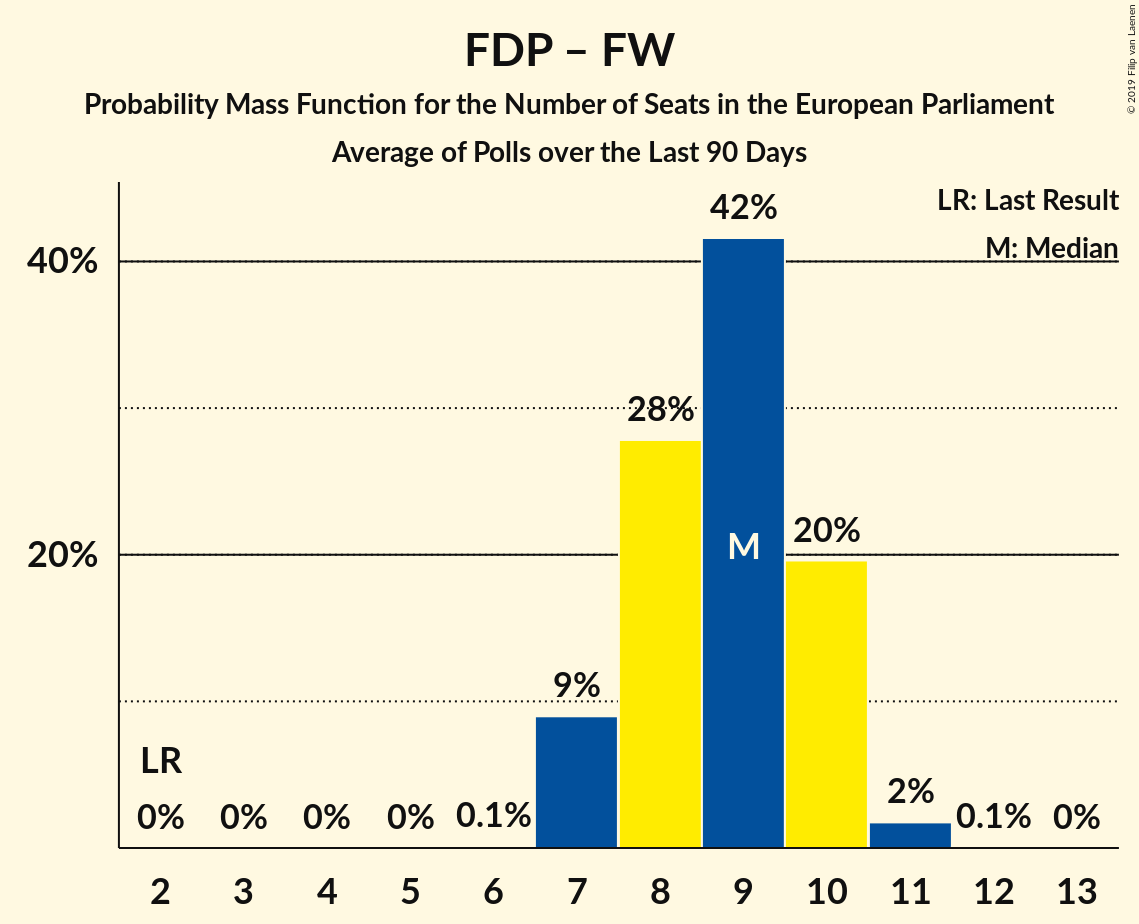 FDP – FW
Probability Mass Function for the Number of Seats in the European Parliament
Average of Polls over the Last 90 Days
© 2019 Filip van Laenen
LR: Last Result
M: Median
40%
20%
LR
0%
0%
0%
0%
0.1%
9%
28%
42%
M
20%
2%
0.1%
0%
2 3 4 5 6 7 8 9 10 11 12 13